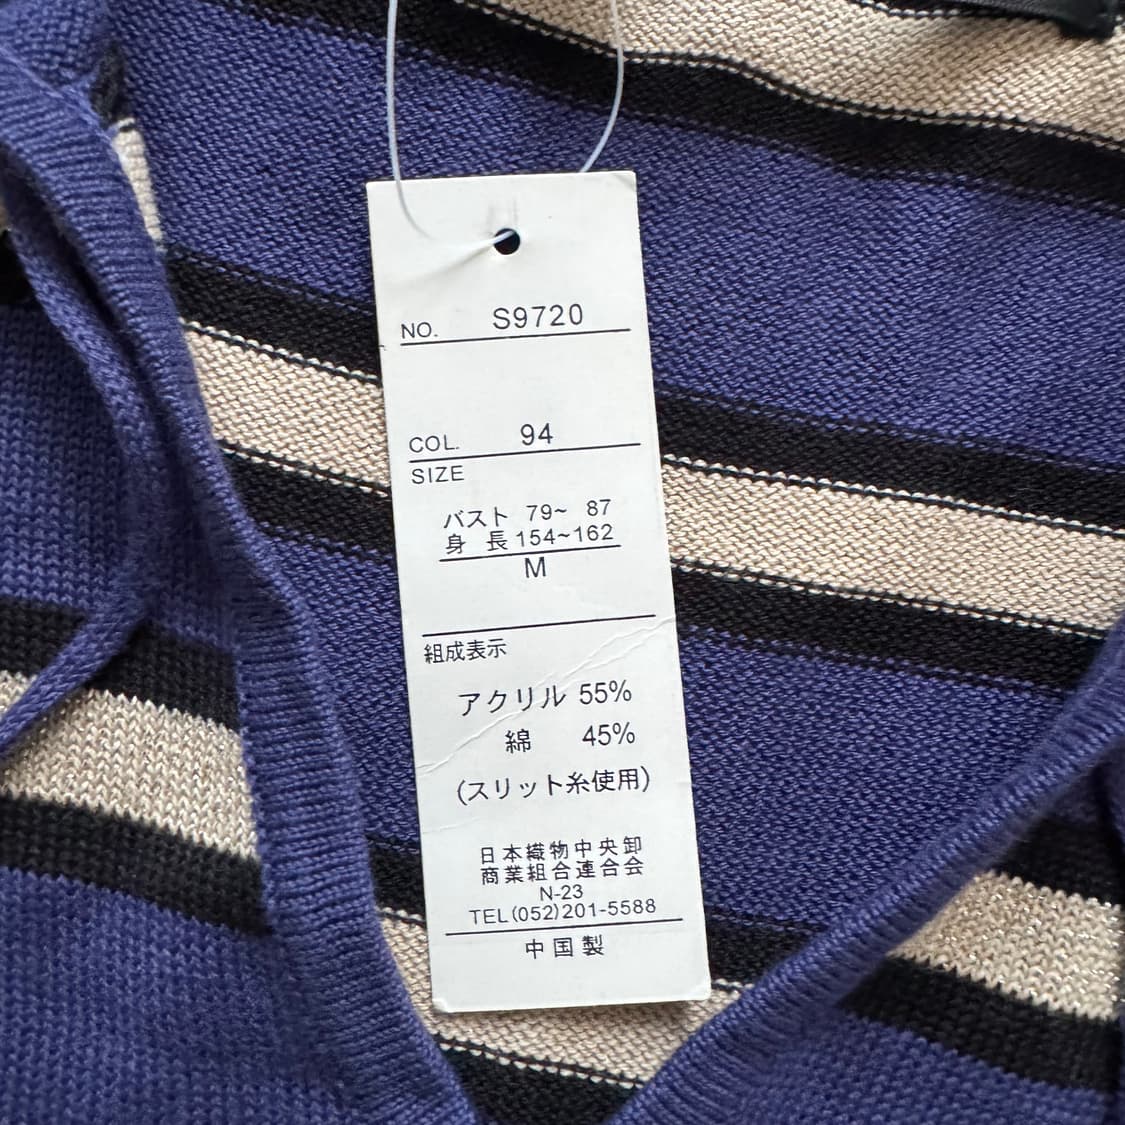 NO. S9720
COL. 94
SIZE
バスト 79~ 87
身 長 154~162
M
組成表示
アクリル 55%
綿 45%
(スリット糸使用)
日本織物中央卸
商業組合連合会
N-23
TEL(052)201-5588
中国製